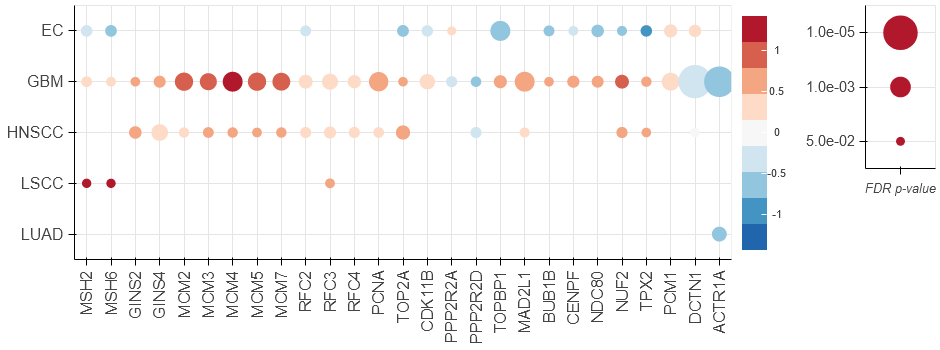 EC
GBM
HNSCC
LSCC
LUAD
MSH2
MSH6
GINS2
GINS4
MCM2
MCM3
MCM4
MCM5
MCM7
RFC2
RFC3
RFC4
PCNA
TOP2A
CDK11B
PPP2R2A
PPP2R2D
TOPBP1
MAD2L1
BUB1B
CENPF
NDC80
NUF2
TPX2
PCM1
DCTN1
ACTR1A
1
0.5
0
-0.5
-1
1.0e-05
1.0e-03
5.0e-02
FDR p-value